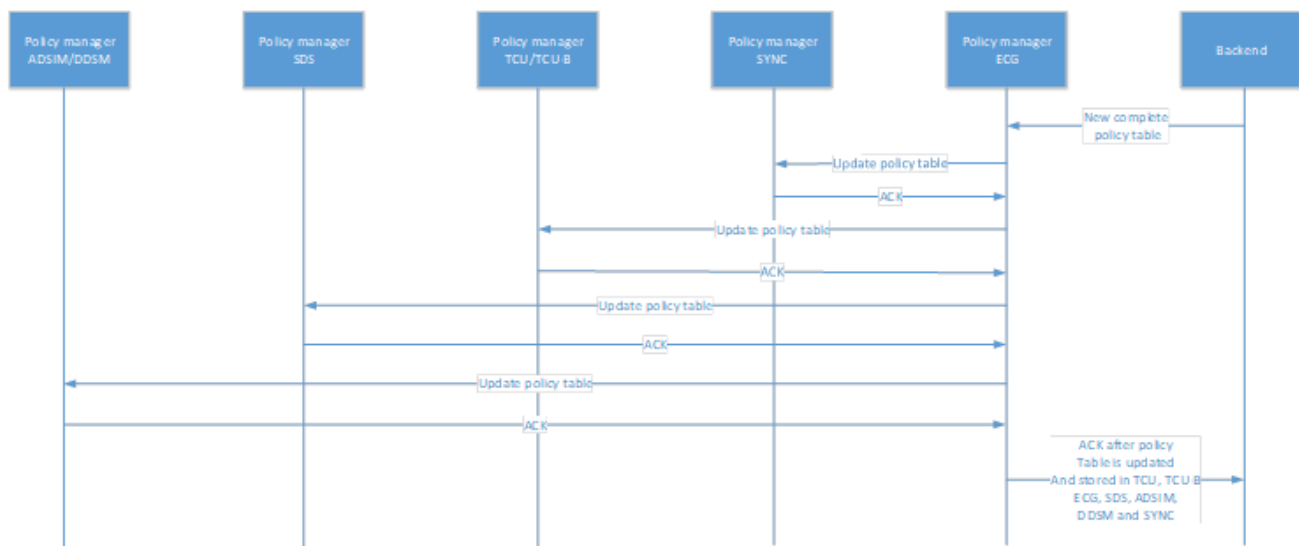 Policy manager
ADSIM/DDSM
Policy manager
SDS
Policy manager
TCU/TCU-B
Policy manager
SYNC
Policy manager
ECG
Backend
New complete
policy table
Update policy table
ACK
Update policy table
ACK
Update policy table
ACK
Update policy table
ACK
ACK after policy
Table is updated
And stored in TCU, TCU-B
ECG, SDS, ADSIM,
DDSM and SYNC